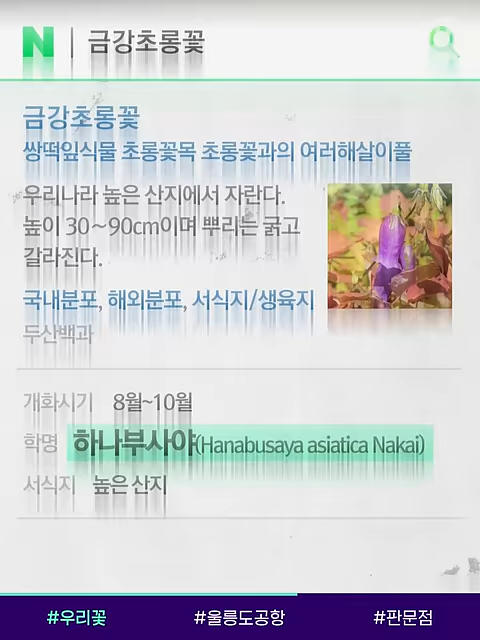 N | 금강초롱꽃
금강초롱꽃
쌍떡잎식물 초롱꽃목 초롱꽃과의 여러해살이풀
우리나라 높은 산지에서 자란다.
높이 30~90cm이며 뿌리는 굵고
갈라진다.
국내분포, 해외분포, 서식지/생육지
두산백과
개화시기 8월~10월
학명 하나부사야(Hanabusaya asiatica Nakai)
서식지 높은 산지
#우리꽃 #울릉도공항 #판문점